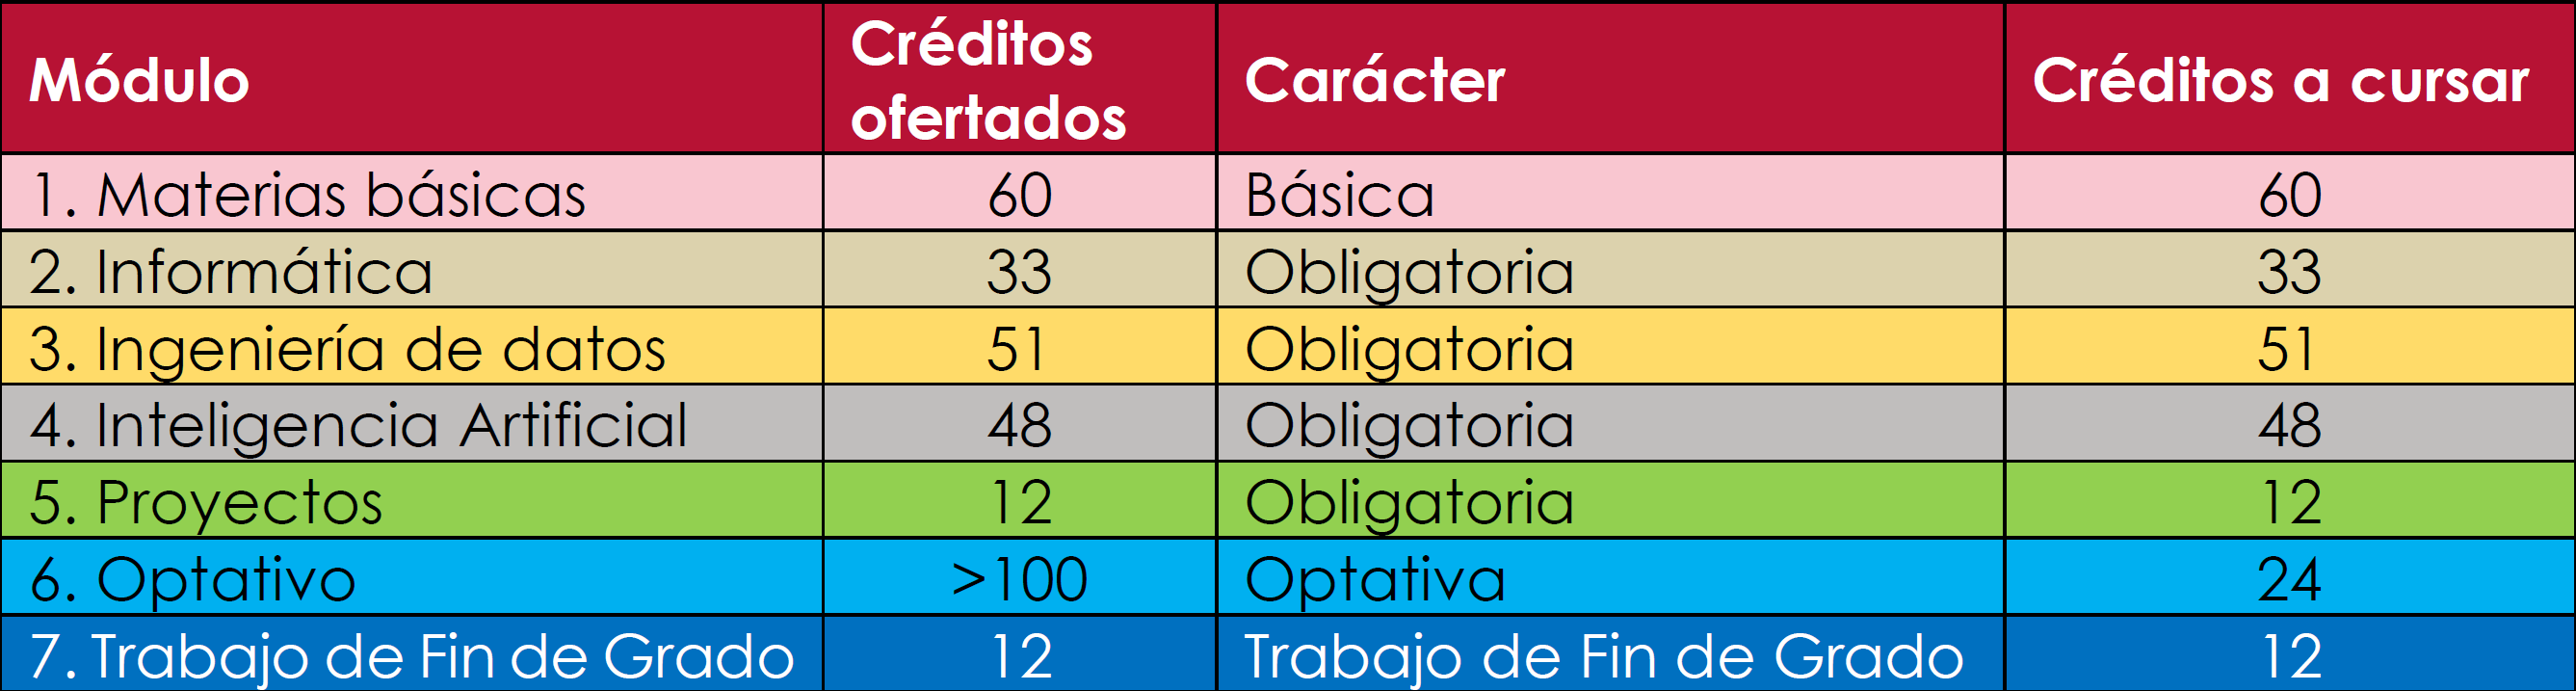 Módulo Créditos ofertados Carácter Créditos a cursar
1. Materias básicas 60 Básica 60
2. Informática 33 Obligatoria 33
3. Ingeniería de datos 51 Obligatoria 51
4. Inteligencia Artificial 48 Obligatoria 48
5. Proyectos 12 Obligatoria 12
6. Optativo >100 Optativa 24
7. Trabajo de Fin de Grado 12 Trabajo de Fin de Grado 12